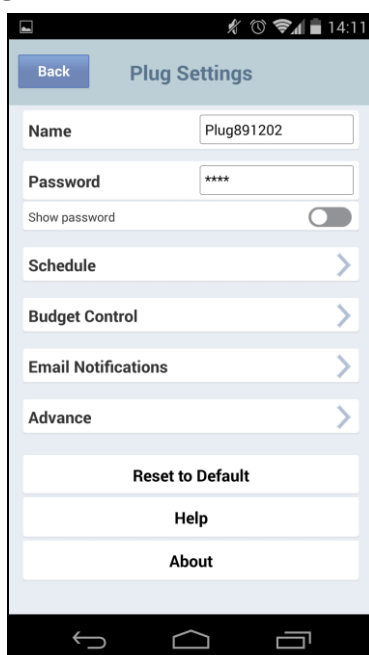 14:11
Back
Plug Settings
Name
Plug891202
Password
****
Show password
Schedule
Budget Control
Email Notifications
Advance
Reset to Default
Help
About